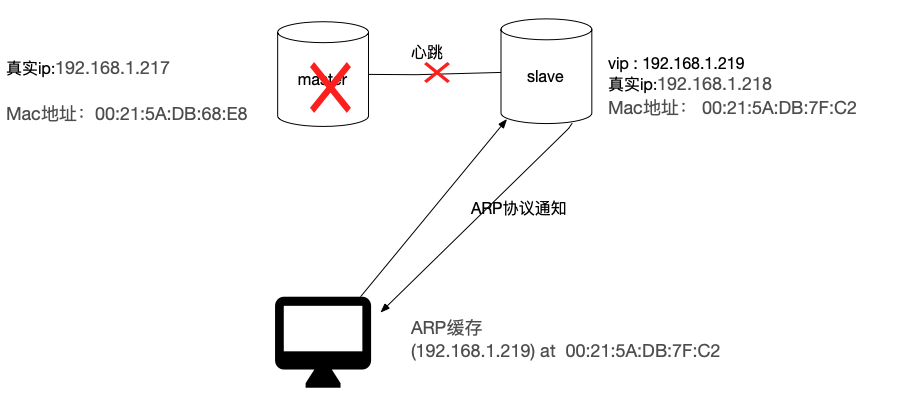 心跳
真实ip:192.168.1.217
master
slave
vip : 192.168.1.219
真实ip:192.168.1.218
Mac地址： 00:21:5A:DB:68:E8
Mac地址： 00:21:5A:DB:7F:C2
ARP协议通知
ARP缓存
(192.168.1.219) at 00:21:5A:DB:7F:C2